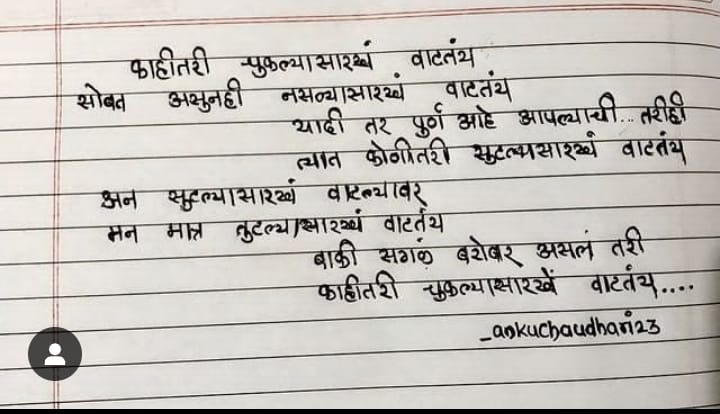 काहीतरी चुकल्यासारखं वाटतंय
सोबत असुनही नसल्यासारखं वाटतंय
यादी तर पुर्ण आहे आपल्याची... तरीही
त्यात कोणीतरी सुटल्यासारखं वाटतंय
अन सुटल्यासारखं वाटल्यावर
मन मात्र तुटल्यासारखं वाटतंय
बाकी सगळं बरोबर असलं तरी
काहीतरी चुकल्यासारखें वाटतंय....